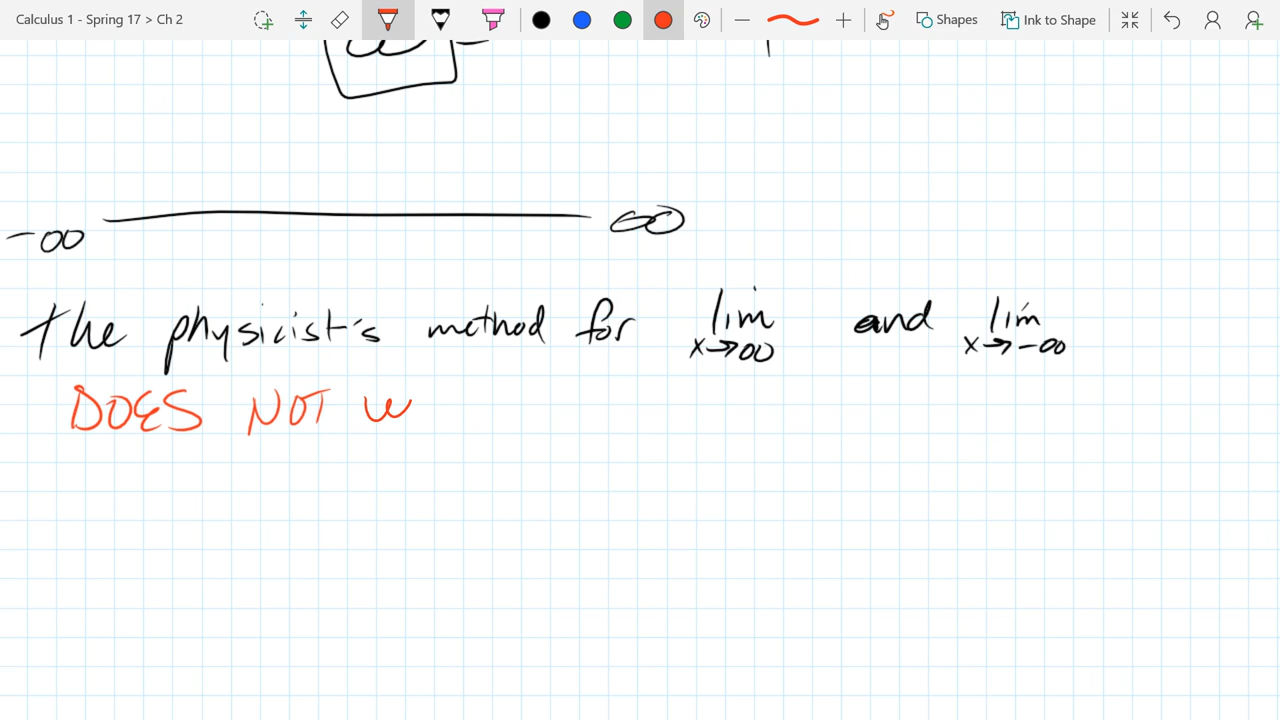 Calculus 1 - Spring 17 > Ch 2
Shapes
Ink to Shape
-∞ ∞
The physicist's method for lim x→∞ and lim x→-∞
DOES NOT W